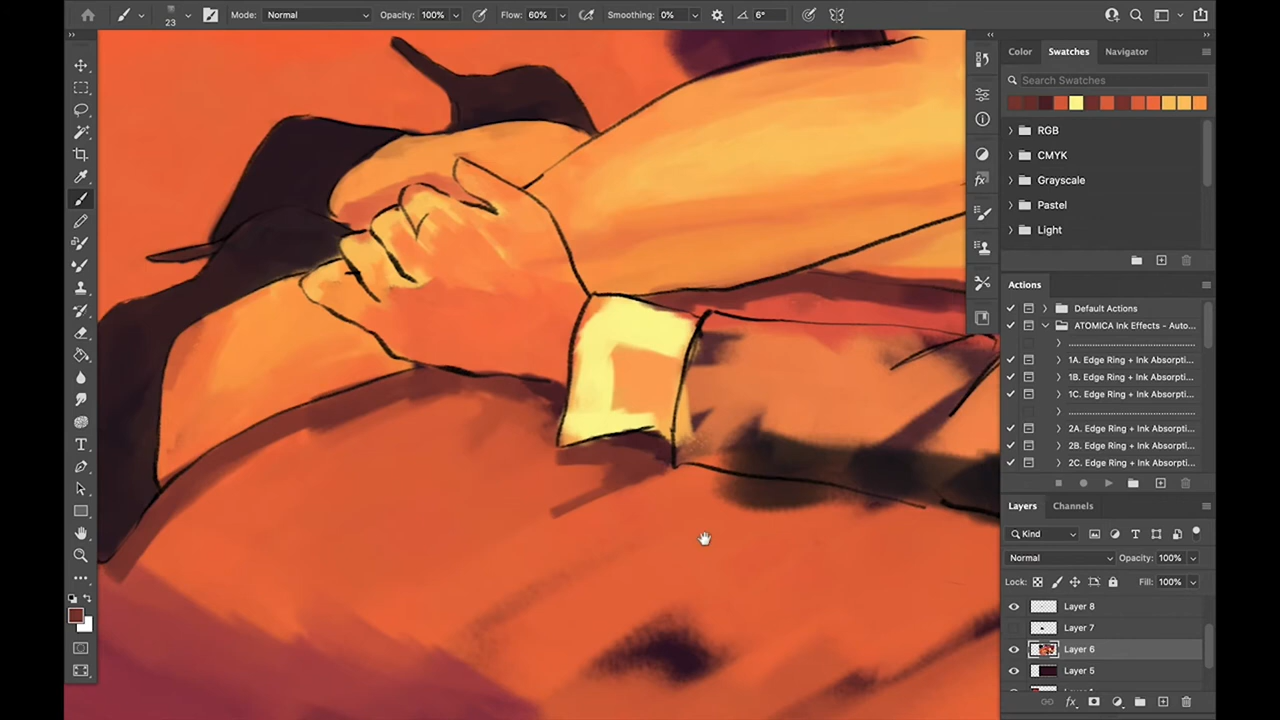 23
Mode: Normal
Opacity: 100%
Flow: 60%
Smoothing: 0%
6°
Color
Swatches
Navigator
Search Swatches
RGB
CMYK
Grayscale
Pastel
Light
Actions
Default Actions
ATOMICA Ink Effects - Auto...
1A. Edge Ring + Ink Absorpti...
1B. Edge Ring + Ink Absorpti...
1C. Edge Ring + Ink Absorpti...
2A. Edge Ring + Ink Absorpti...
2B. Edge Ring + Ink Absorpti...
2C. Edge Ring + Ink Absorpti...
Layers
Channels
Kind
Normal
Opacity: 100%
Lock:
Fill: 100%
Layer 8
Layer 7
Layer 6
Layer 5